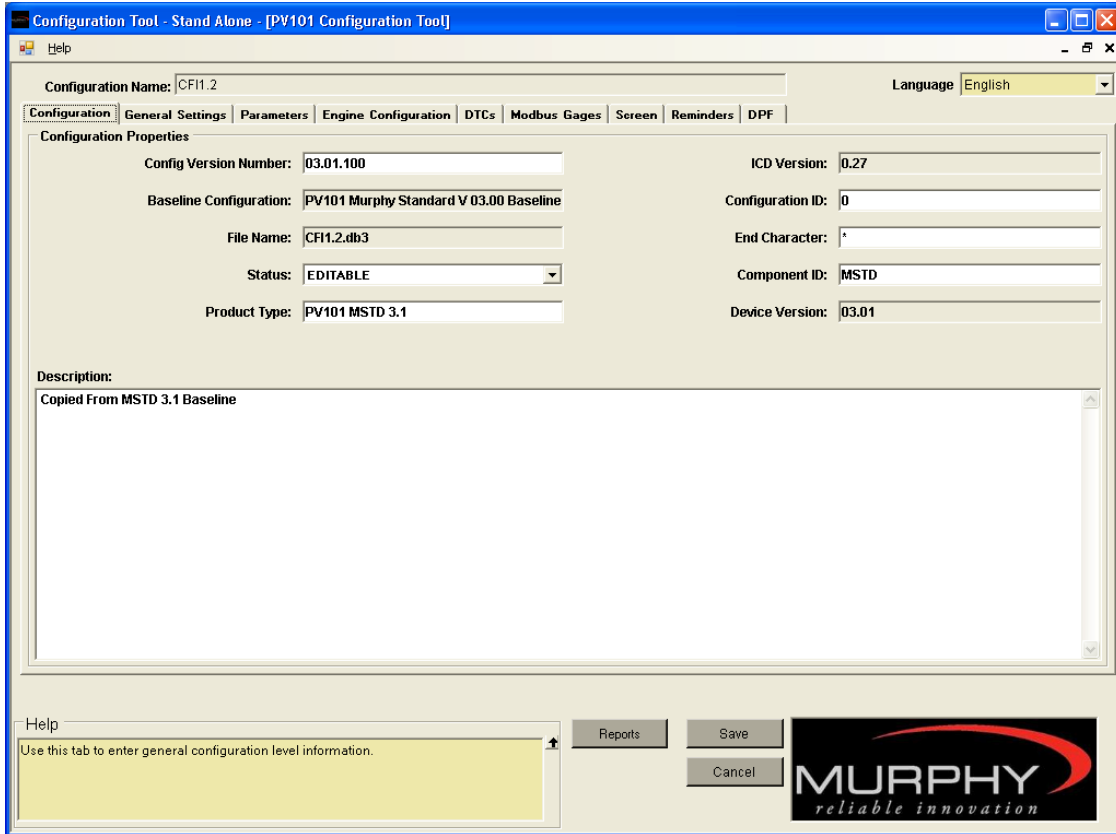 Configuration Tool - Stand Alone - [PV101 Configuration Tool]
Help
Configuration Name: CFI1.2 Language English
Configuration General Settings Parameters Engine Configuration DTCs Modbus Gages Screen Reminders DPF
Configuration Properties
Config Version Number: 03.01.100 ICD Version: 0.27
Baseline Configuration: PV101 Murphy Standard V 03.00 Baseline Configuration ID: 0
File Name: CFI1.2.db3 End Character: *
Status: EDITABLE Component ID: MSTD
Product Type: PV101 MSTD 3.1 Device Version: 03.01
Description:
Copied From MSTD 3.1 Baseline
Help
Use this tab to enter general configuration level information.
Reports Save
Cancel
MURPHY
reliable innovation